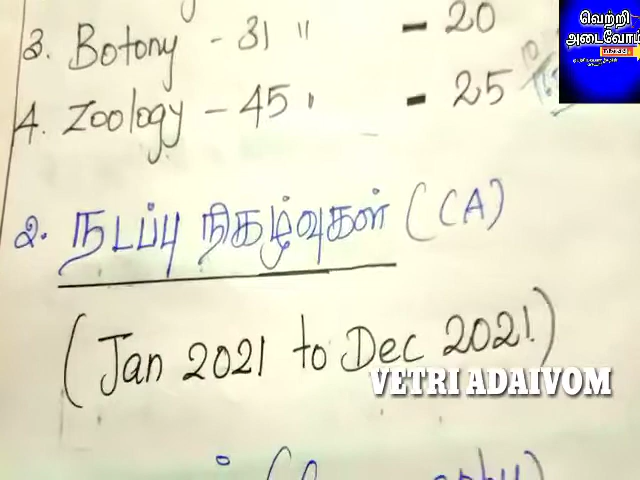 3. Botony - 31 " - 20
4. Zoology - 45 " - 25
2. நடப்பு நிகழ்வுகள் (CA)
(Jan 2021 to Dec 2021)
வெற்றி
அடைவோம்
VETRI ADAIVOM